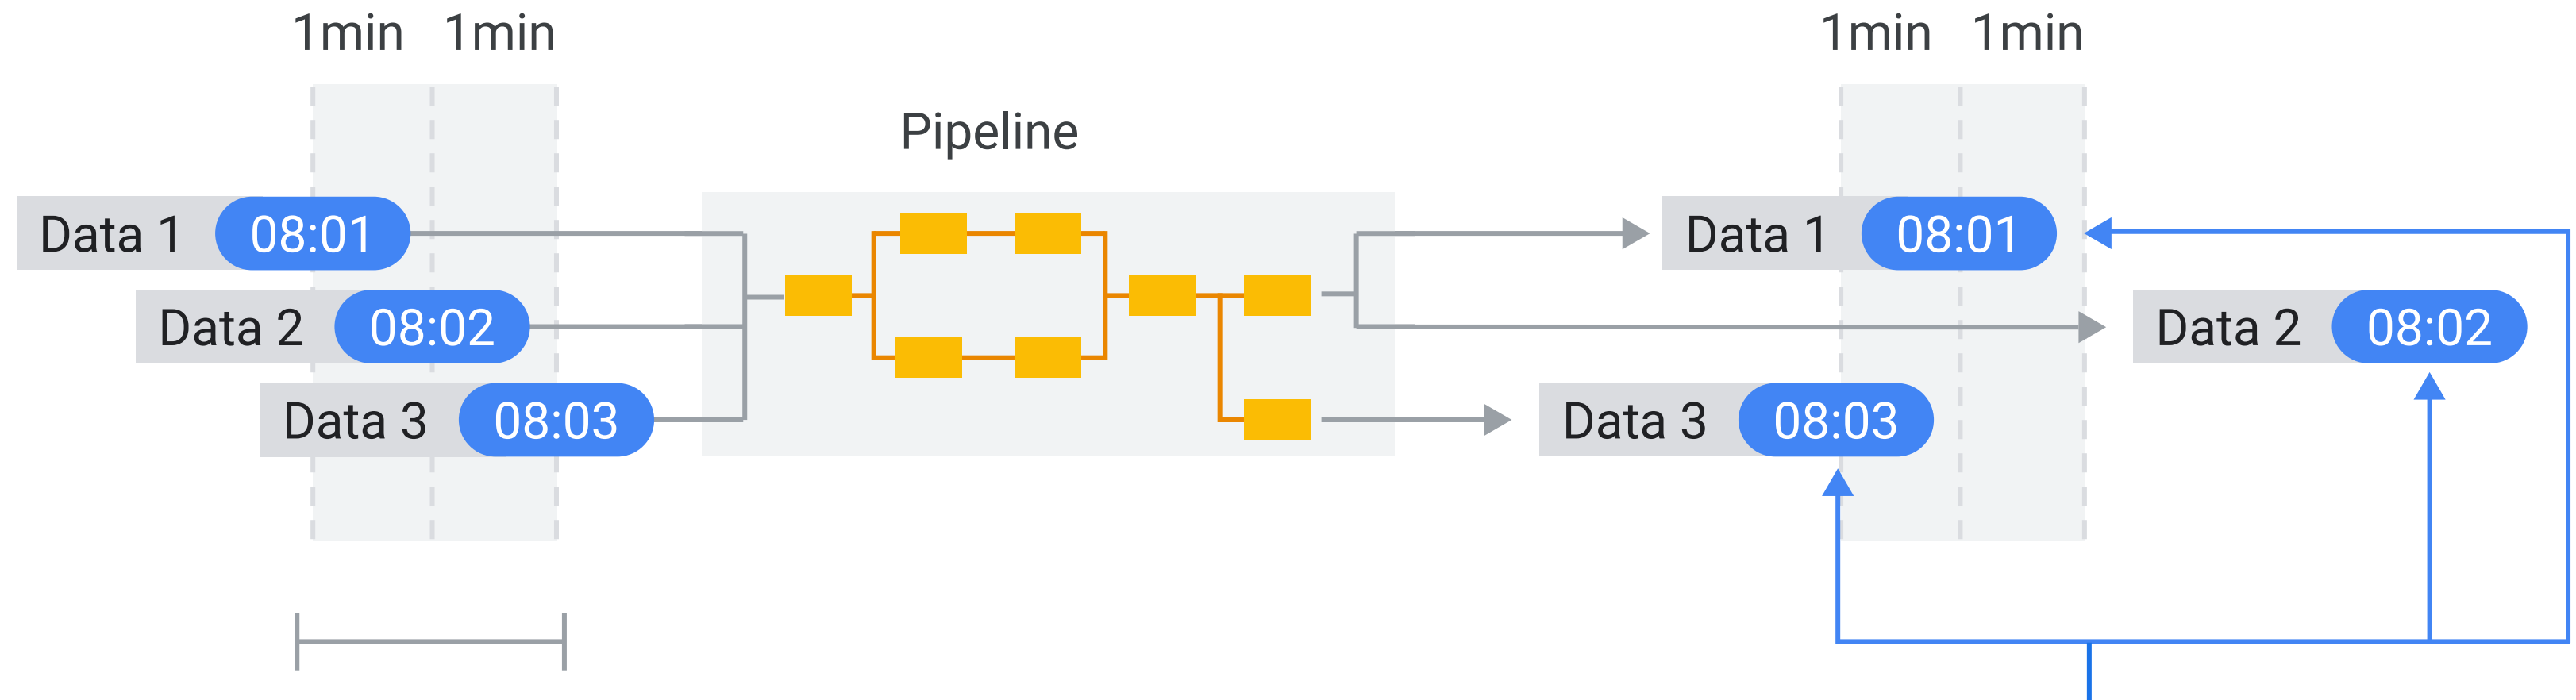 1min 1min
1min 1min
Pipeline
Data 1 08:01
Data 2 08:02
Data 3 08:03
Data 1 08:01
Data 2 08:02
Data 3 08:03